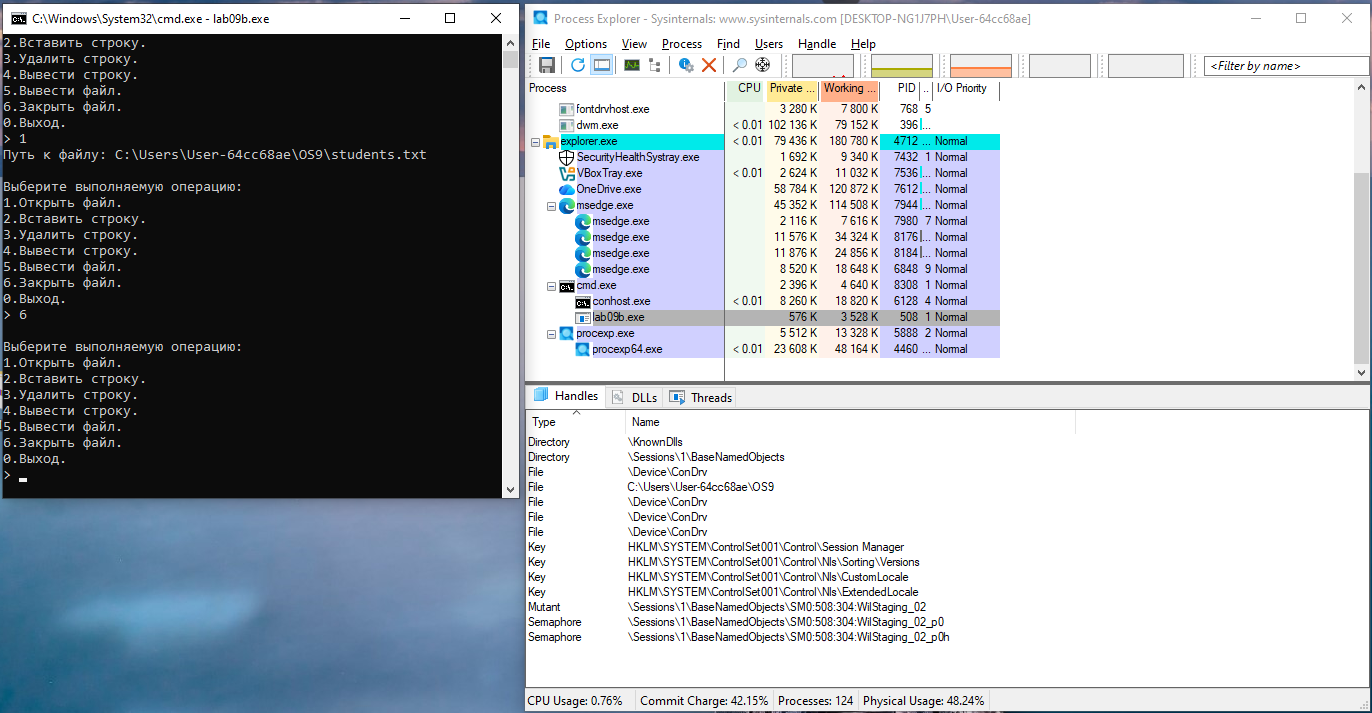 C:\Windows\System32\cmd.exe - lab09b.exe
2.Вставить строку.
3.Удалить строку.
4.Вывести строку.
5.Вывести файл.
6.Закрыть файл.
0.Выход.
> 1
Путь к файлу: C:\Users\User-64cc68ae\OS9\students.txt
Выберите выполняемую операцию:
1.Открыть файл.
2.Вставить строку.
3.Удалить строку.
4.Вывести строку.
5.Вывести файл.
6.Закрыть файл.
0.Выход.
> 6
Выберите выполняемую операцию:
1.Открыть файл.
2.Вставить строку.
3.Удалить строку.
4.Вывести строку.
5.Вывести файл.
6.Закрыть файл.
0.Выход.
>
Process Explorer - Sysinternals: www.sysinternals.com [DESKTOP-NG1J7PH\User-64cc68ae]
File Options View Process Find Users Handle Help
<Filter by name>
Process CPU Private ... Working ... PID .. I/O Priority
fontdrvhost.exe 3 280 K 7 800 K 768 5
dwm.exe < 0.01 102 136 K 79 152 K 396 ...
explorer.exe < 0.01 79 436 K 180 780 K 4712 ... Normal
SecurityHealthSystray.exe 1 692 K 9 340 K 7432 1 Normal
VBoxTray.exe < 0.01 2 624 K 11 032 K 7536 ... Normal
OneDrive.exe 58 784 K 120 872 K 7612 ... Normal
msedge.exe 45 352 K 114 508 K 7944 ... Normal
msedge.exe 2 116 K 7 616 K 7980 7 Normal
msedge.exe 11 576 K 34 324 K 8176 ... Normal
msedge.exe 11 876 K 24 856 K 8184 ... Normal
msedge.exe 8 520 K 18 648 K 6848 9 Normal
cmd.exe 2 396 K 4 640 K 8308 1 Normal
conhost.exe < 0.01 8 260 K 18 820 K 6128 4 Normal
lab09b.exe 576 K 3 528 K 508 1 Normal
procexp.exe 5 512 K 13 328 K 5888 2 Normal
procexp64.exe < 0.01 23 608 K 48 164 K 4460 ... Normal
Handles DLLs Threads
Type Name
Directory \KnownDlls
Directory \Sessions\1\BaseNamedObjects
File \Device\ConDrv
File C:\Users\User-64cc68ae\OS9
File \Device\ConDrv
File \Device\ConDrv
File \Device\ConDrv
Key HKLM\SYSTEM\ControlSet001\Control\Session Manager
Key HKLM\SYSTEM\ControlSet001\Control\Nls\Sorting\Versions
Key HKLM\SYSTEM\ControlSet001\Control\Nls\CustomLocale
Key HKLM\SYSTEM\ControlSet001\Control\Nls\ExtendedLocale
Mutant \Sessions\1\BaseNamedObjects\SM0:508:304:WilStaging_02
Semaphore \Sessions\1\BaseNamedObjects\SM0:508:304:WilStaging_02_p0
Semaphore \Sessions\1\BaseNamedObjects\SM0:508:304:WilStaging_02_p0h
CPU Usage: 0.76% Commit Charge: 42.15% Processes: 124 Physical Usage: 48.24%